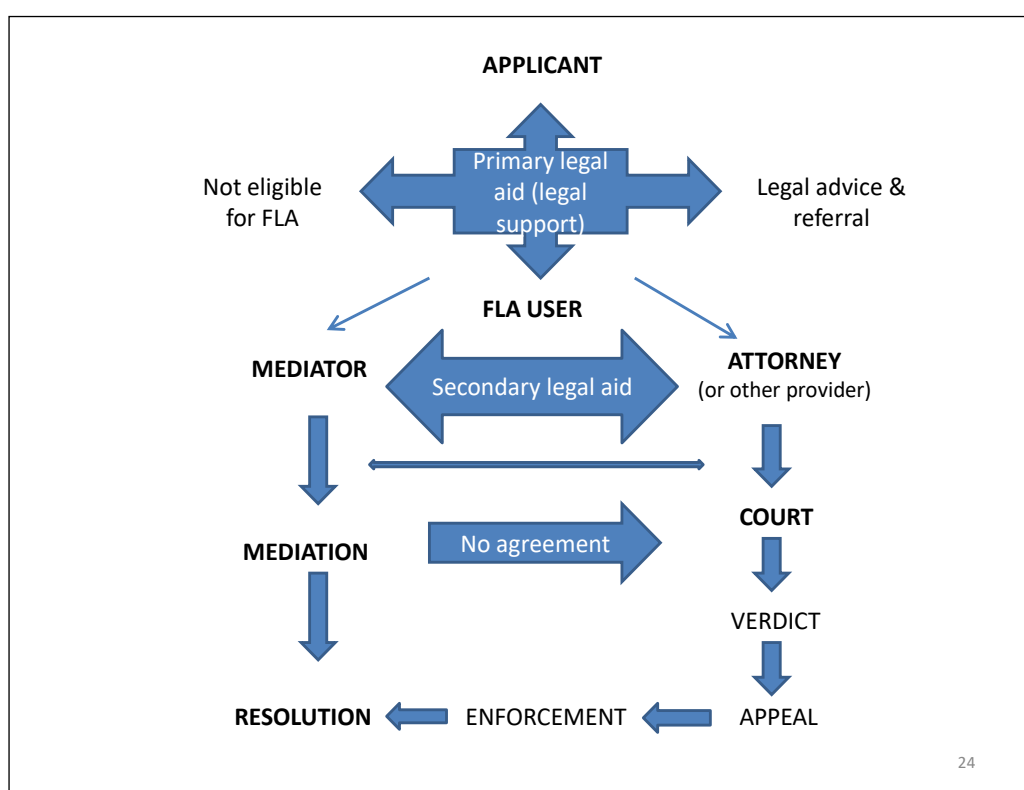 APPLICANT
Primary legal
aid (legal
support)
Not eligible
for FLA
Legal advice &
referral
FLA USER
MEDIATOR
Secondary legal aid
ATTORNEY
(or other provider)
COURT
No agreement
MEDIATION
VERDICT
RESOLUTION
ENFORCEMENT
APPEAL
24